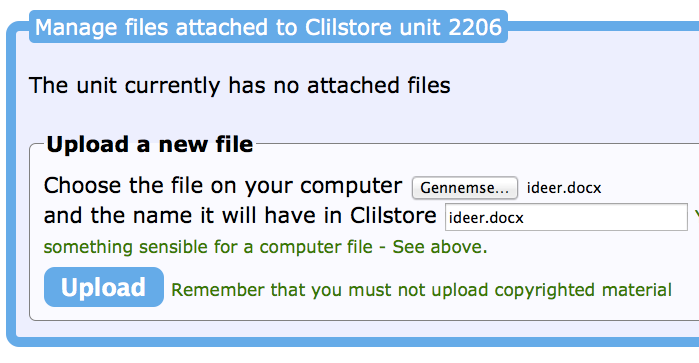 Manage files attached to Clilstore unit 2206
The unit currently has no attached files
Upload a new file
Choose the file on your computer Gennemse... ideer.docx
and the name it will have in Clilstore ideer.docx
something sensible for a computer file - See above.
Upload Remember that you must not upload copyrighted material